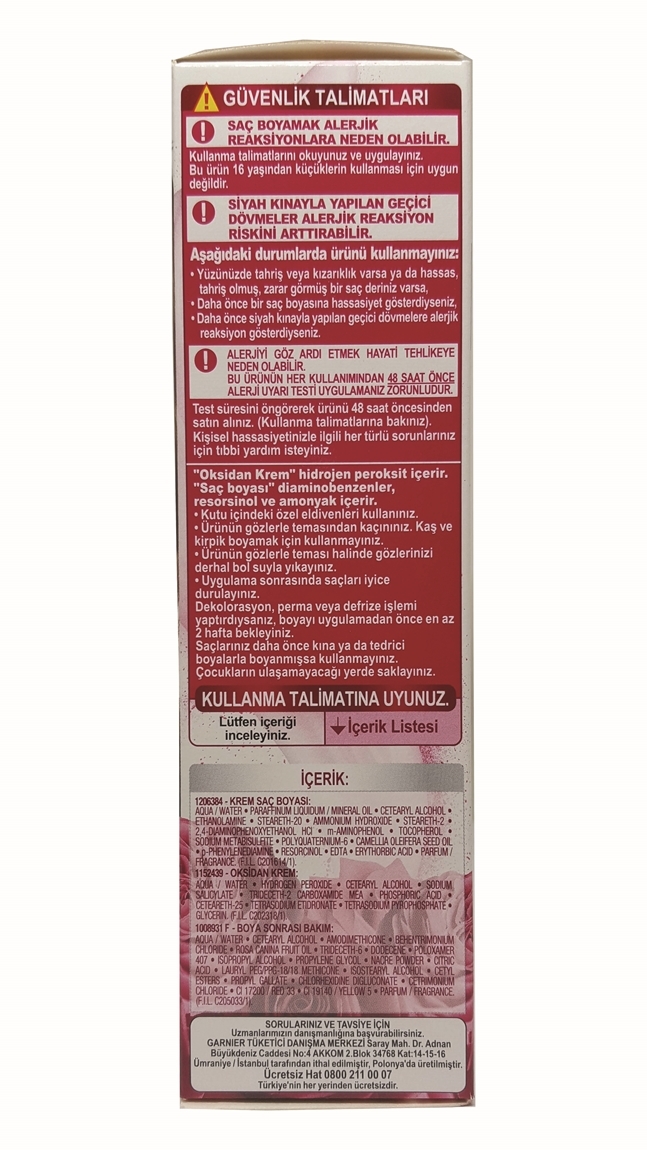 GÜVENLİK TALİMATLARI
SAÇ BOYAMAK ALERJİK
REAKSİYONLARA NEDEN OLABİLİR.
Kullanma talimatlarını okuyunuz ve uygulayınız.
Bu ürün 16 yaşından küçüklerin kullanması için uygun
değildir.
SİYAH KINAYLA YAPILAN GEÇİCİ
DÖVMELER ALERJİK REAKSİYON
RİSKİNİ ARTTIRABİLİR.
Aşağıdaki durumlarda ürünü kullanmayınız:
• Yüzünüzde tahriş veya kızarıklık varsa ya da hassas,
tahriş olmuş, zarar görmüş bir saç deriniz varsa,
• Daha önce bir saç boyasına hassasiyet gösterdiyseniz,
• Daha önce siyah kınayla yapılan geçici dövmelere alerjik
reaksiyon gösterdiyseniz.
ALERJİYİ GÖZ ARDI ETMEK HAYATİ TEHLİKEYE
NEDEN OLABİLİR.
BU ÜRÜNÜN HER KULLANIMINDAN 48 SAAT ÖNCE
ALERJİ UYARI TESTİ UYGULAMANIZ ZORUNLUDUR.
Test süresini öngörerek ürünü 48 saat öncesinden
satın alınız. (Kullanma talimatlarına bakınız).
Kişisel hassasiyetinizle ilgili her türlü sorunlarınız
için tıbbi yardım isteyiniz.
"Oksidan Krem" hidrojen peroksit içerir.
"Saç boyası" diaminobenzenler,
resorsinol ve amonyak içerir.
• Kutu içindeki özel eldivenleri kullanınız.
• Ürünün gözlerle temasından kaçınınız. Kaş ve
kirpik boyamak için kullanmayınız.
• Ürünün gözlerle teması halinde gözlerinizi
derhal bol suyla yıkayınız.
• Uygulama sonrasında saçları iyice
durulayınız.
Dekolorasyon, perma veya defrize işlemi
yaptırdıysanız, boyayı uygulamadan önce en az
2 hafta bekleyiniz.
Saçlarınız daha önce kına ya da tedrici
boyalarla boyanmışsa kullanmayınız.
Çocukların ulaşamayacağı yerde saklayınız.
KULLANMA TALİMATINA UYUNUZ.
Lütfen içeriği
inceleyiniz.
İçerik Listesi
İÇERİK:
1206384 - KREM SAÇ BOYASI:
AQUA / WATER • PARAFFINUM LIQUIDUM / MINERAL OIL • CETEARYL ALCOHOL •
ETHANOLAMINE • STEARETH-20 • AMMONIUM HYDROXIDE • STEARETH-2 •
2,4-DIAMINOPHENOXYETHANOL HCl • m-AMINOPHENOL • TOCOPHEROL •
SODIUM METABISULFITE • POLYQUATERNIUM-6 • CAMELLIA OLEIFERA SEED OIL
• p-PHENYLENEDIAMINE • RESORCINOL • EDTA • ERYTHORBIC ACID • PARFUM /
FRAGRANCE. (F.I.L. C201614/1).
1152439 - OKSİDAN KREM:
AQUA / WATER • HYDROGEN PEROXIDE • CETEARYL ALCOHOL • SODIUM
SALICYLATE • TRIDECETH-2 CARBOXAMIDE MEA • PHOSPHORIC ACID •
CETEARETH-25 • TETRASODIUM ETIDRONATE • TETRASODIUM PYROPHOSPHATE •
GLYCERIN. (F.I.L. C202318/1)
1008931 F - BOYA SONRASI BAKIM:
AQUA / WATER • CETEARYL ALCOHOL • AMODIMETHICONE • BEHENTRIMONIUM
CHLORIDE • ROSA CANINA FRUIT OIL • TRIDECETH-6 • DODECENE • POLOXAMER
407 • ISOPROPYL ALCOHOL • PROPYLENE GLYCOL • NACRE POWDER • CITRIC
ACID • LAURYL PEG/PPG-18/18 METHICONE • ISOSTEARYL ALCOHOL • CETYL
ESTERS • PROPYL GALLATE • CHLORHEXIDINE DIGLUCONATE • CETRIMONIUM
CHLORIDE • CI 17200 / RED 33 • CI 19140 / YELLOW 5 • PARFUM / FRAGRANCE.
(F.I.L. C205033/1)
SORULARINIZ VE TAVSİYE İÇİN
Uzmanlarımızın danışmanlığına başvurabilirsiniz.
GARNIER TÜKETİCİ DANIŞMA MERKEZİ Saray Mah. Dr. Adnan
Büyükdeniz Caddesi No:4 AKKOM 2.Blok 34768 Kat:14-15-16
Ümraniye / İstanbul tarafından ithal edilmiştir, Polonya'da üretilmiştir.
Ücretsiz Hat 0800 211 00 07
Türkiye'nin her yerinden ücretsizdir.